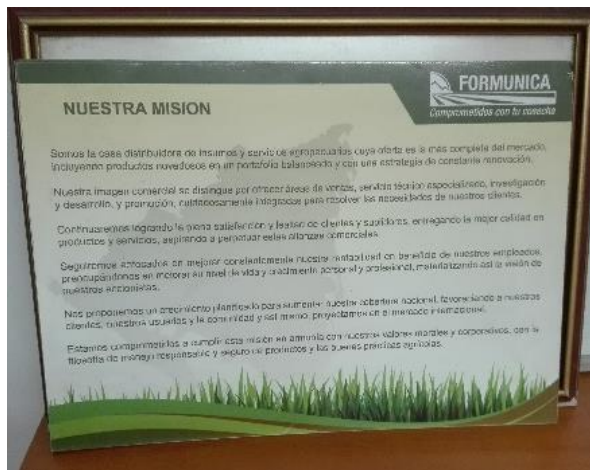 FORMUNICA
Comprometidos con tu cosecha
NUESTRA MISION
Somos la casa distribuidora de insumos y servicios agropecuarios cuya oferta es la más completa del mercado,
incluyendo productos novedosos en un portafolio balanceado y con una estrategia de constante renovación.
Nuestra imagen comercial se distingue por ofrecer áreas de ventas, servicio técnico especializado, investigación
y desarrollo, y promoción, cuidadosamente integradas para resolver las necesidades de nuestros clientes.
Continuaremos logrando la plena satisfacción y lealtad de clientes y suplidores, entregando la mejor calidad en
productos y servicios, aspirando a perpetuar estas alianzas comerciales.
Seguiremos enfocados en mejorar constantemente nuestra rentabilidad en beneficio de nuestros empleados,
preocupándonos en mejorar su nivel de vida y crecimiento personal y profesional, materializando así la visión de
nuestros accionistas.
Nos proponemos un crecimiento planificado para aumentar nuestra cobertura nacional, favoreciendo a nuestros
clientes, nuestros usuarios y la comunidad y así mismo, proyectarnos en el mercado internacional.
Estamos comprometidos a cumplir esta misión en armonía con nuestros valores morales y corporativos, con la
filosofía de manejo responsable y seguro de productos y las buenas prácticas agrícolas.